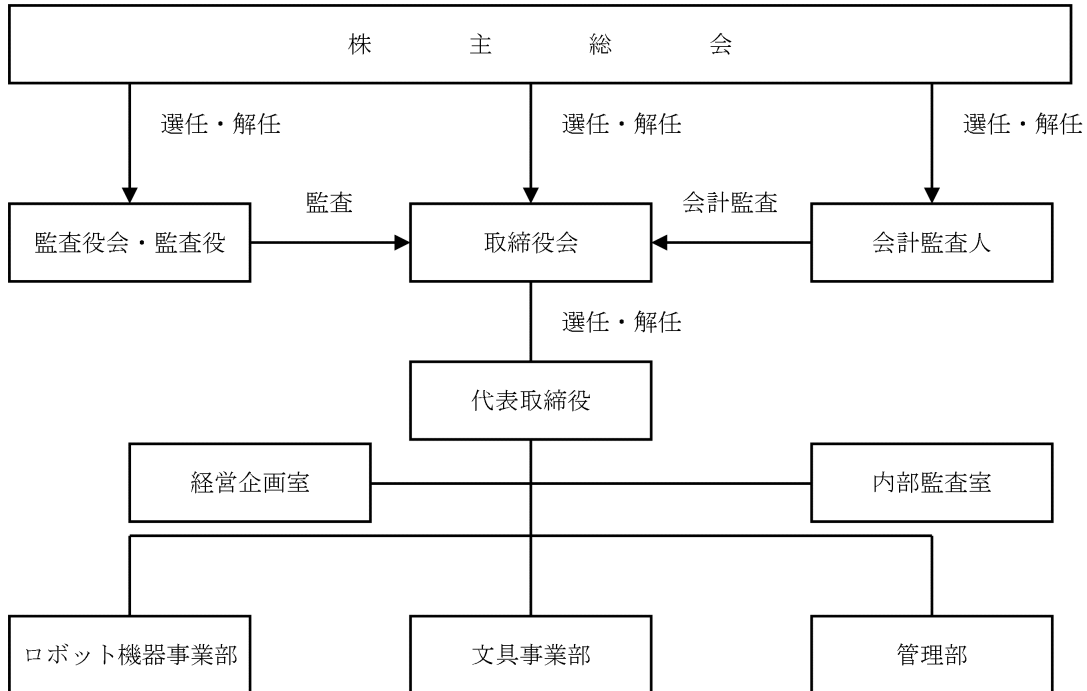 株主総会
選任・解任
選任・解任
選任・解任
監査
会計監査
監査役会・監査役
取締役会
会計監査人
選任・解任
代表取締役
経営企画室
内部監査室
ロボット機器事業部
文具事業部
管理部